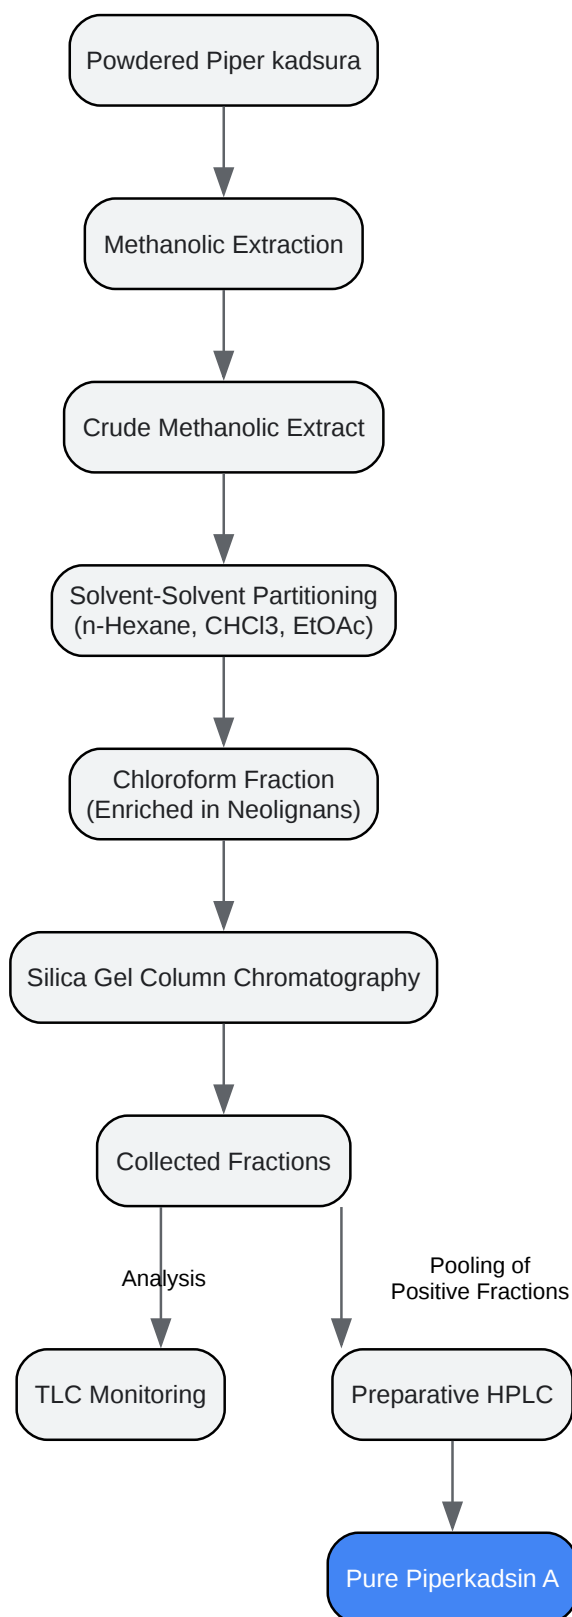 Powdered Piper kadsura
Methanolic Extraction
Crude Methanolic Extract
Solvent-Solvent Partitioning
(n-Hexane, CHCl3, EtOAc)
Chloroform Fraction
(Enriched in Neolignans)
Silica Gel Column Chromatography
Collected Fractions
Analysis
Pooling of
Positive Fractions
TLC Monitoring
Preparative HPLC
Pure Piperkadsin A